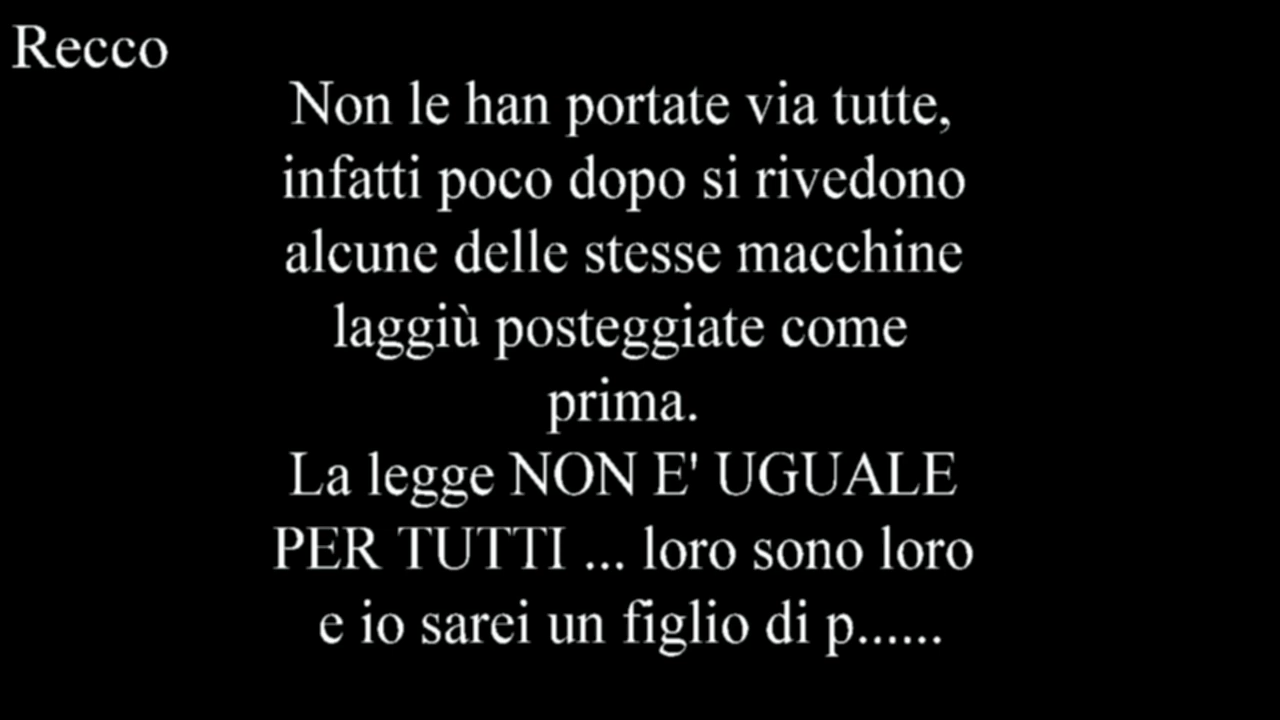 Recco
Non le han portate via tutte,
infatti poco dopo si rivedono
alcune delle stesse macchine
laggiù posteggiate come
prima.
La legge NON E' UGUALE
PER TUTTI ... loro sono loro
e io sarei un figlio di p......